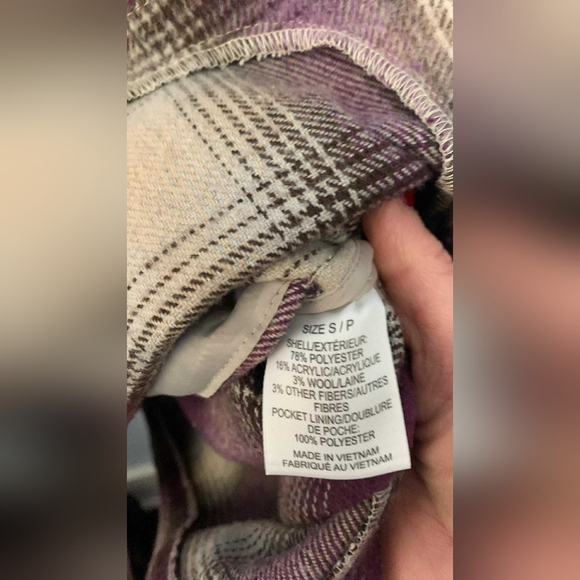 SIZE S / P
SHELL/EXTÉRIEUR:
78% POLYESTER
16% ACRYLIC/ACRYLIQUE
3% WOOL/LAINE
3% OTHER FIBERS/AUTRES
FIBRES
POCKET LINING/DOUBLURE
DE POCHE:
100% POLYESTER
MADE IN VIETNAM
FABRIQUÉ AU VIETNAM